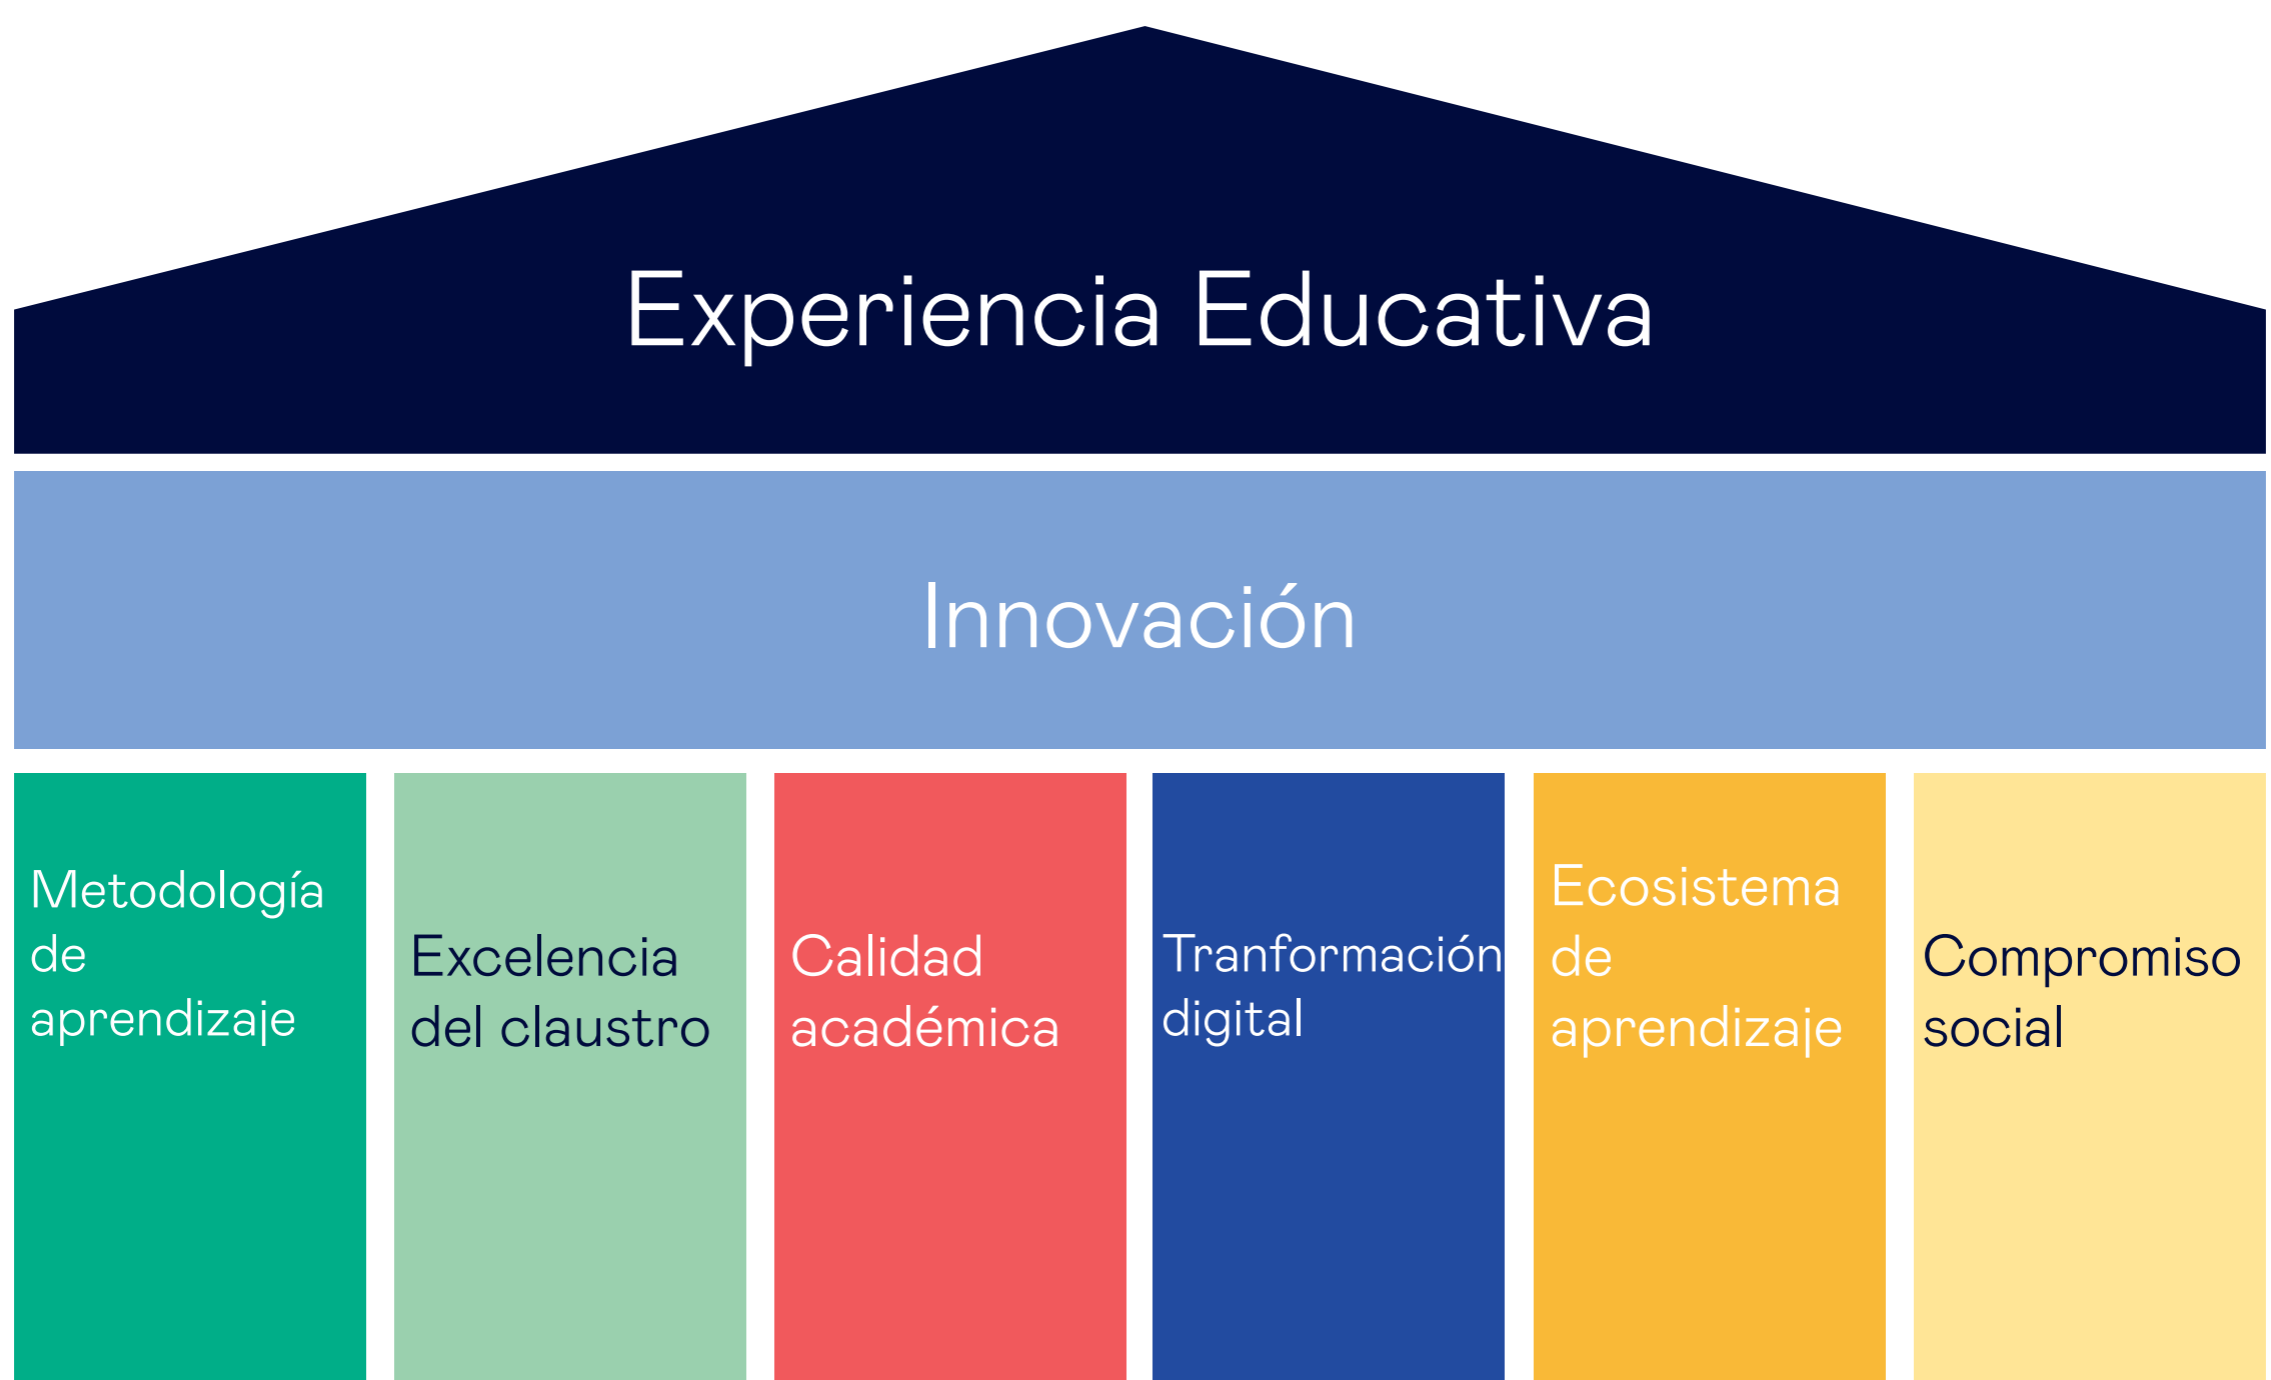 Experiencia Educativa
Innovación
Metodología
de
aprendizaje
Excelencia
del claustro
Calidad
académica
Tranformación
digital
Ecosistema
de
aprendizaje
Compromiso
social